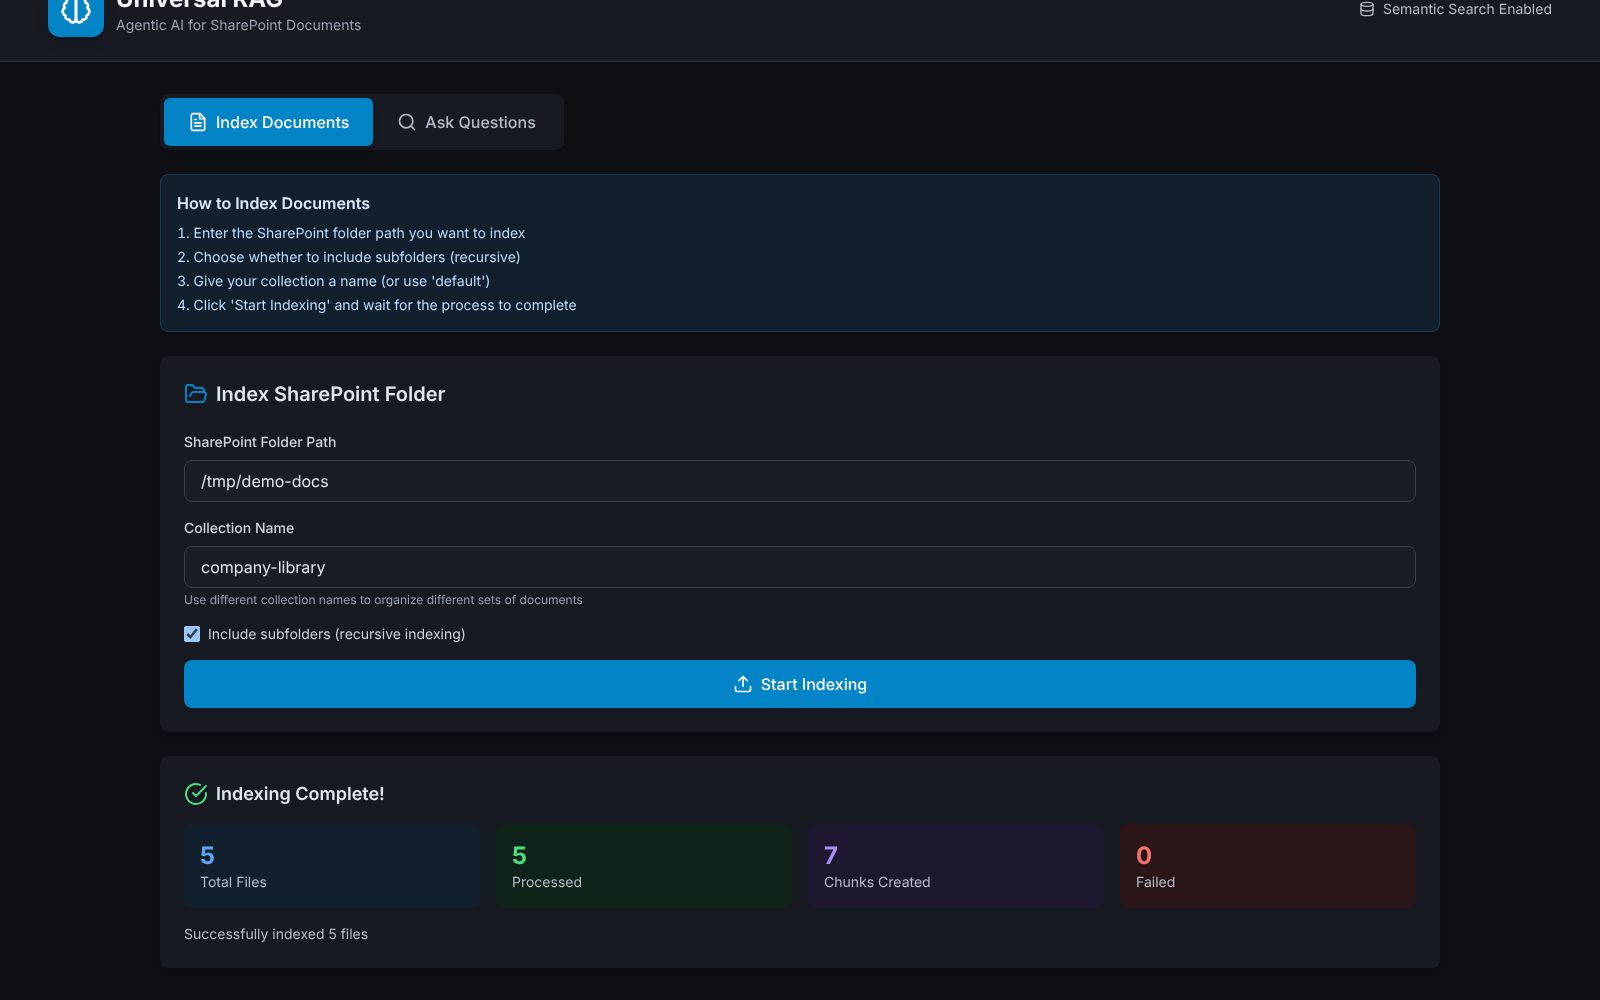 Universal RAG
Agentic AI for SharePoint Documents
Semantic Search Enabled
Index Documents
Ask Questions
How to Index Documents
1. Enter the SharePoint folder path you want to index
2. Choose whether to include subfolders (recursive)
3. Give your collection a name (or use 'default')
4. Click 'Start Indexing' and wait for the process to complete
Index SharePoint Folder
SharePoint Folder Path
/tmp/demo-docs
Collection Name
company-library
Use different collection names to organize different sets of documents
Include subfolders (recursive indexing)
Start Indexing
Indexing Complete!
5
Total Files
5
Processed
7
Chunks Created
0
Failed
Successfully indexed 5 files